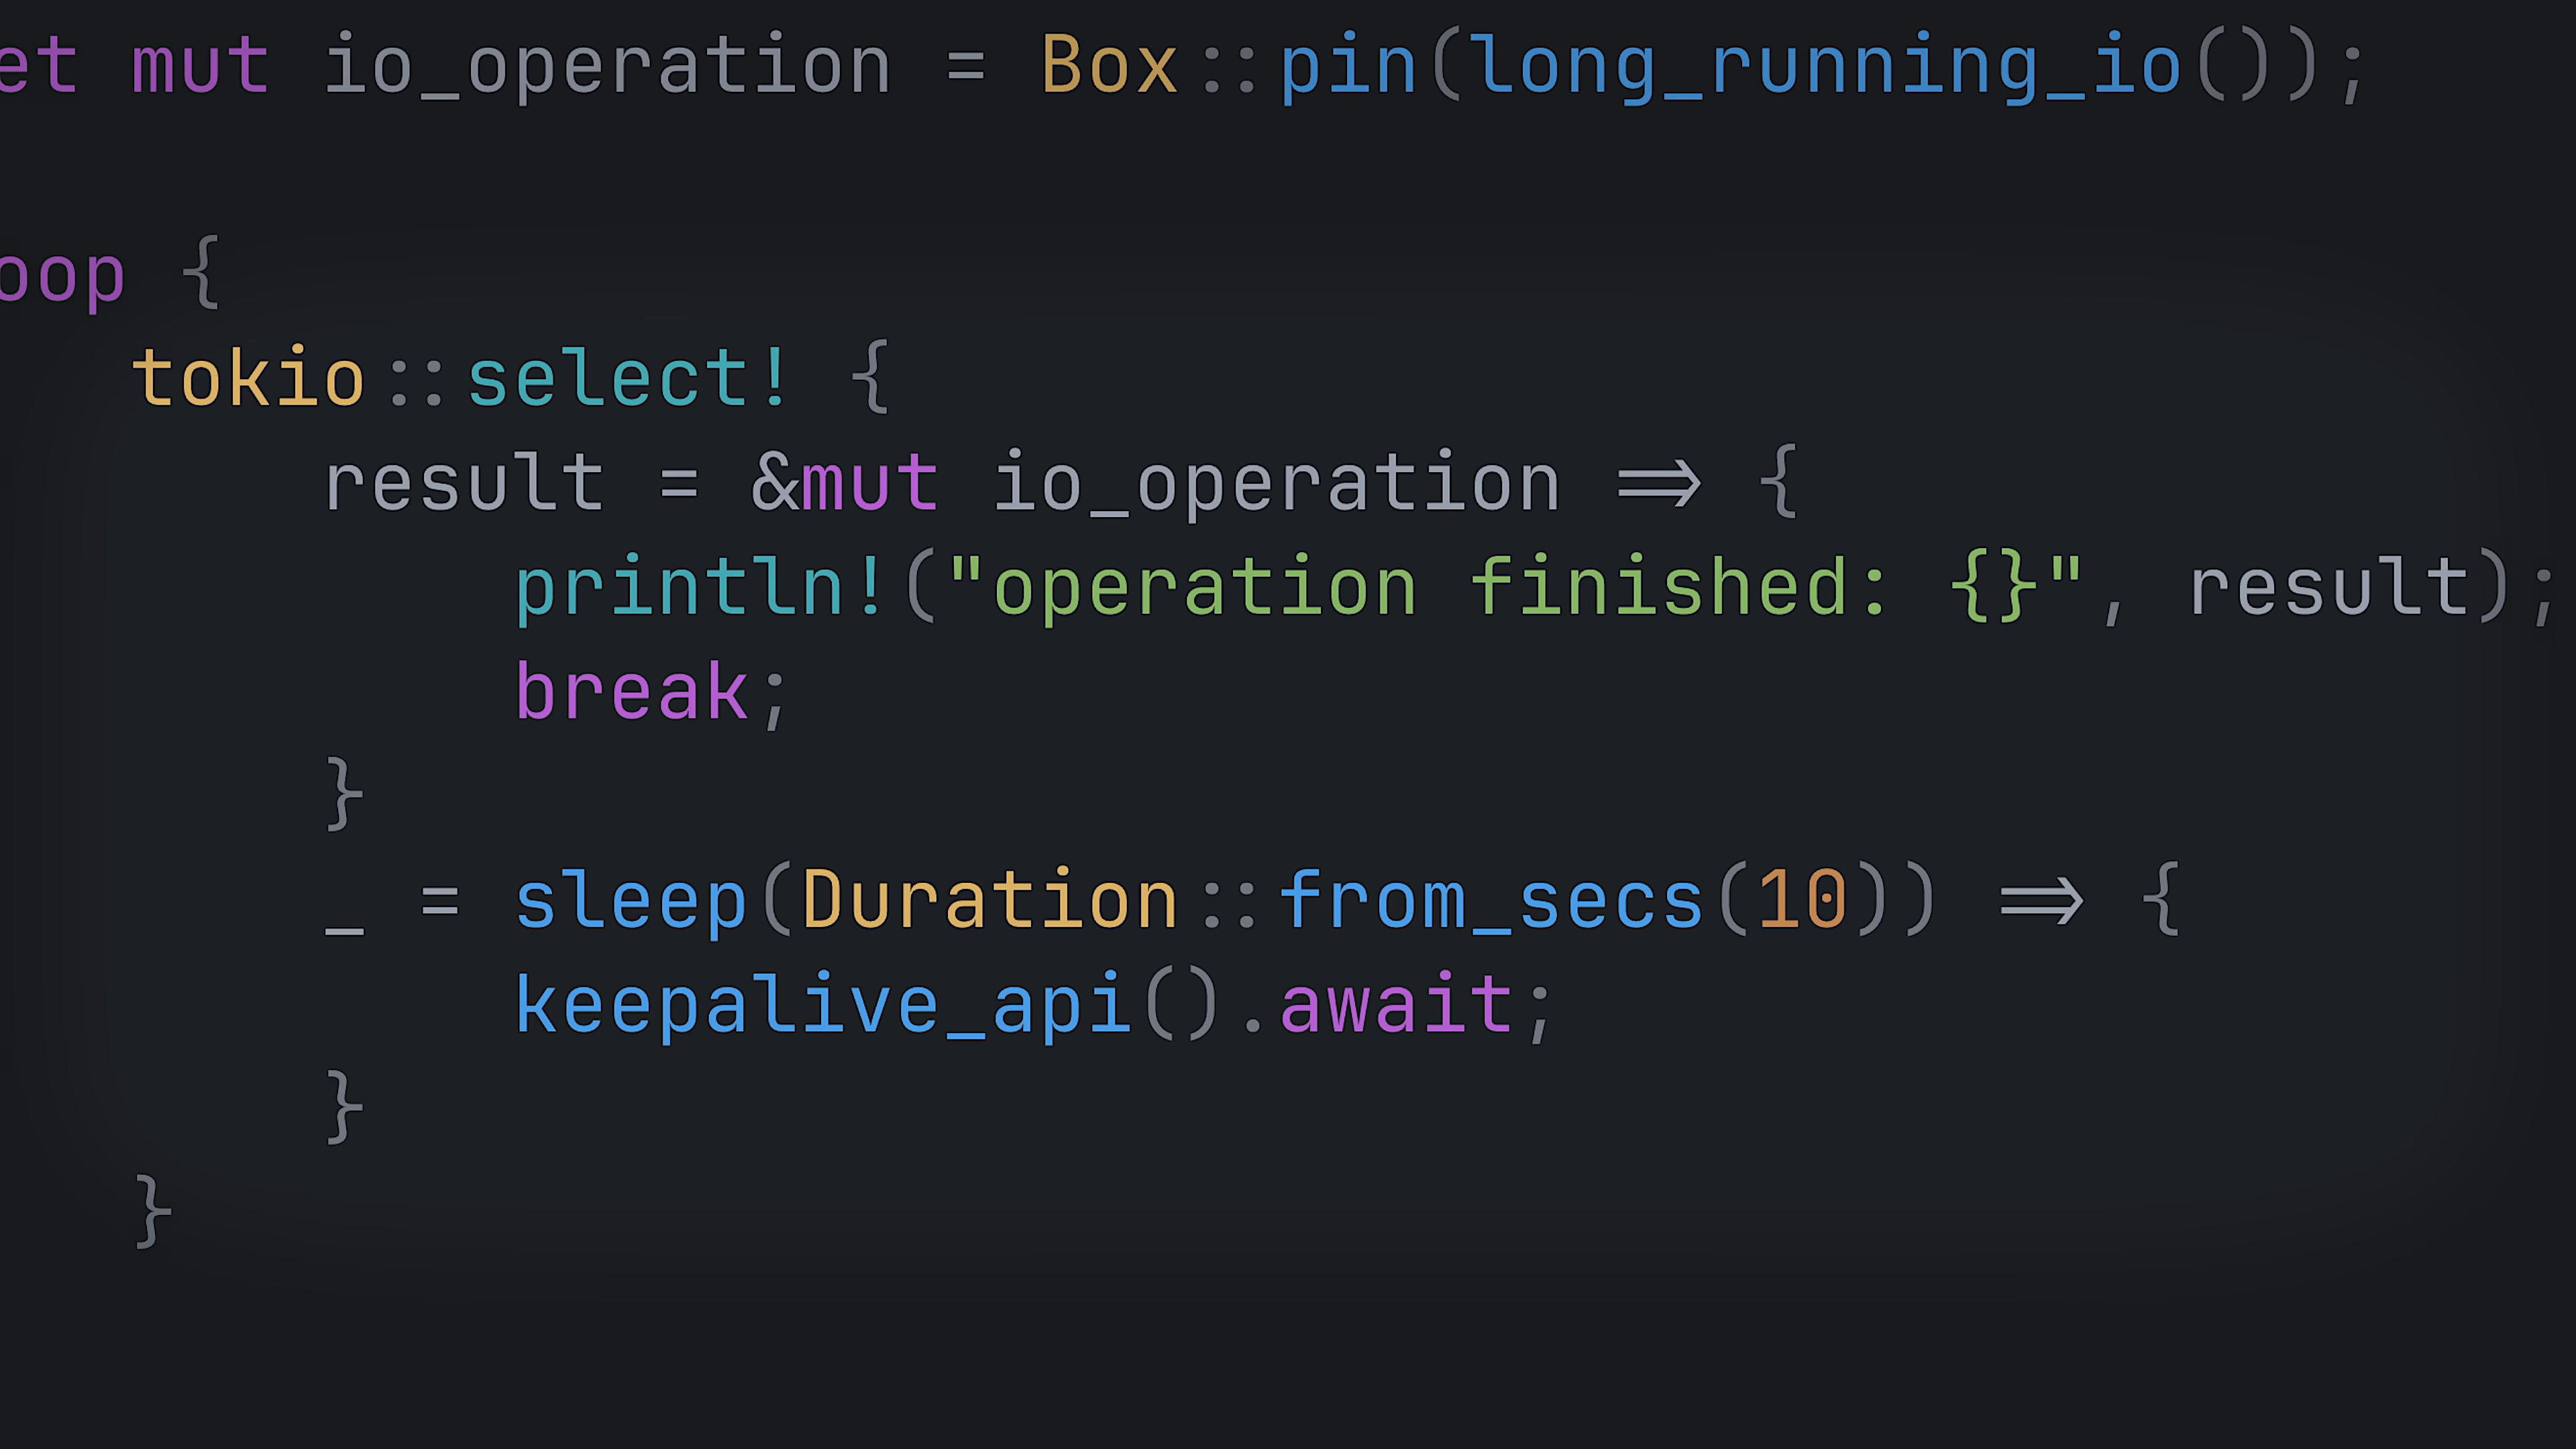 et mut io_operation = Box::pin(long_running_io());
oop {
tokio::select! {
result = &mut io_operation => {
println!("operation finished: {}", result);
break;
}
_ = sleep(Duration::from_secs(10)) => {
keepalive_api().await;
}
}